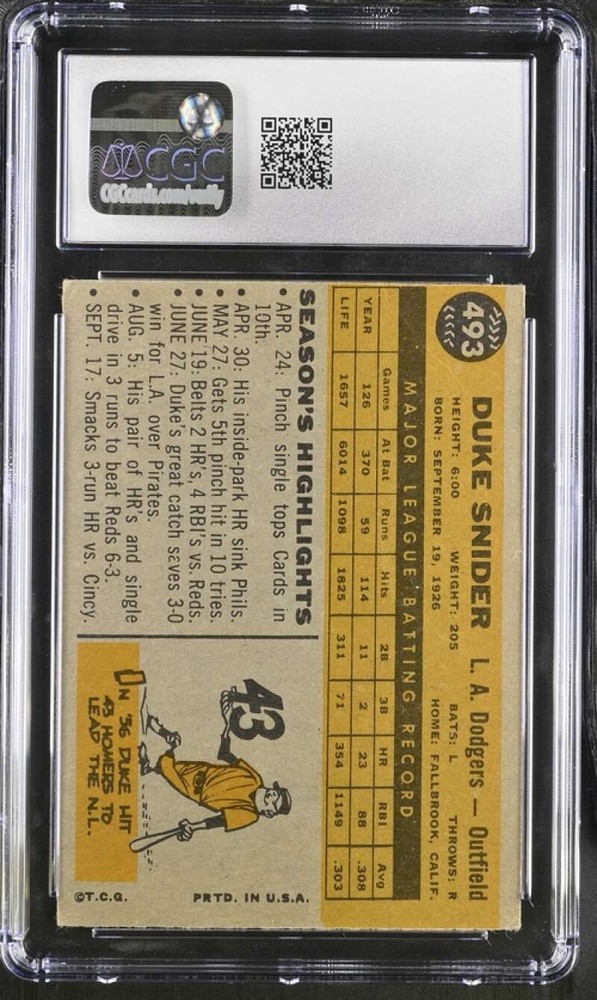 CGC
CGCcards.com/verify
493
DUKE SNIDER L. A. Dodgers — Outfield
HEIGHT: 6:00 WEIGHT: 205 BATS: L THROWS: R
BORN: SEPTEMBER 19, 1926 HOME: FALLBROOK, CALIF.
MAJOR LEAGUE BATTING RECORD
Games At Bat Runs Hits 2B 3B HR RBI Avg
YEAR 126 370 59 114 11 2 23 88 .308
LIFE 1657 6014 1098 1825 311 71 354 1149 .303
SEASON'S HIGHLIGHTS
• APR. 24: Pinch single tops Cards in
10th.
• APR. 30: His inside-park HR sink Phils.
• MAY 27: Gets 5th pinch hit in 10 tries.
• JUNE 19: Belts 2 HR's, 4 RBI's vs. Reds.
• JUNE 27: Duke's great catch saves 3-0
win for L.A. over Pirates.
• AUG. 5: His pair of HR's and single
drive in 3 runs to beat Reds 6-3.
• SEPT. 17: Smacks 3-run HR vs. Cincy.
43
IN '56 DUKE HIT
43 HOMERS TO
LEAD THE N.L.
©T.C.G. PRTD. IN U.S.A.